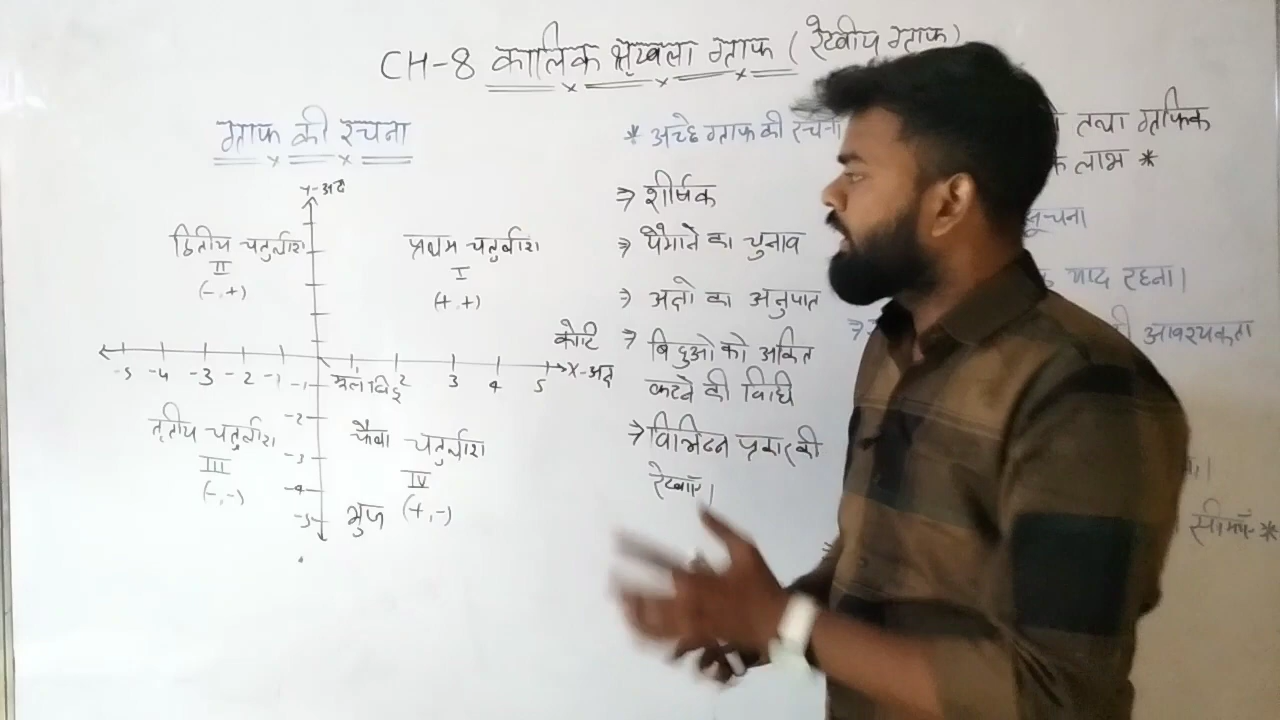 CH-8 कालिक श्रृंखला ग्राफ (रेखीय ग्राफ)
ग्राफ की रचना
y-अक्ष
द्वितीय चतुर्थांश
II
(-,+)
प्रथम चतुर्थांश
I
(+,+)
कोटि
x-अक्ष
-5 -4 -3 -2 -1 2 3 4 5
-1
-2
-3
-4
-5
तृतीय चतुर्थांश
III
(-,-)
चौथा चतुर्थांश
IV
(+,-)
भुज
* अच्छे ग्राफ की रचना
⇒ शीर्षक
⇒ पैमाने का चुनाव
⇒ अक्षो का अनुपात
⇒ बिंदुओ को अंकित
करने की विधि
⇒ विभिन्न प्रकार की
रेखाएँ।
तथा ग्राफिक
लाभ *
सूचना
याद रहना।
आवश्यकता